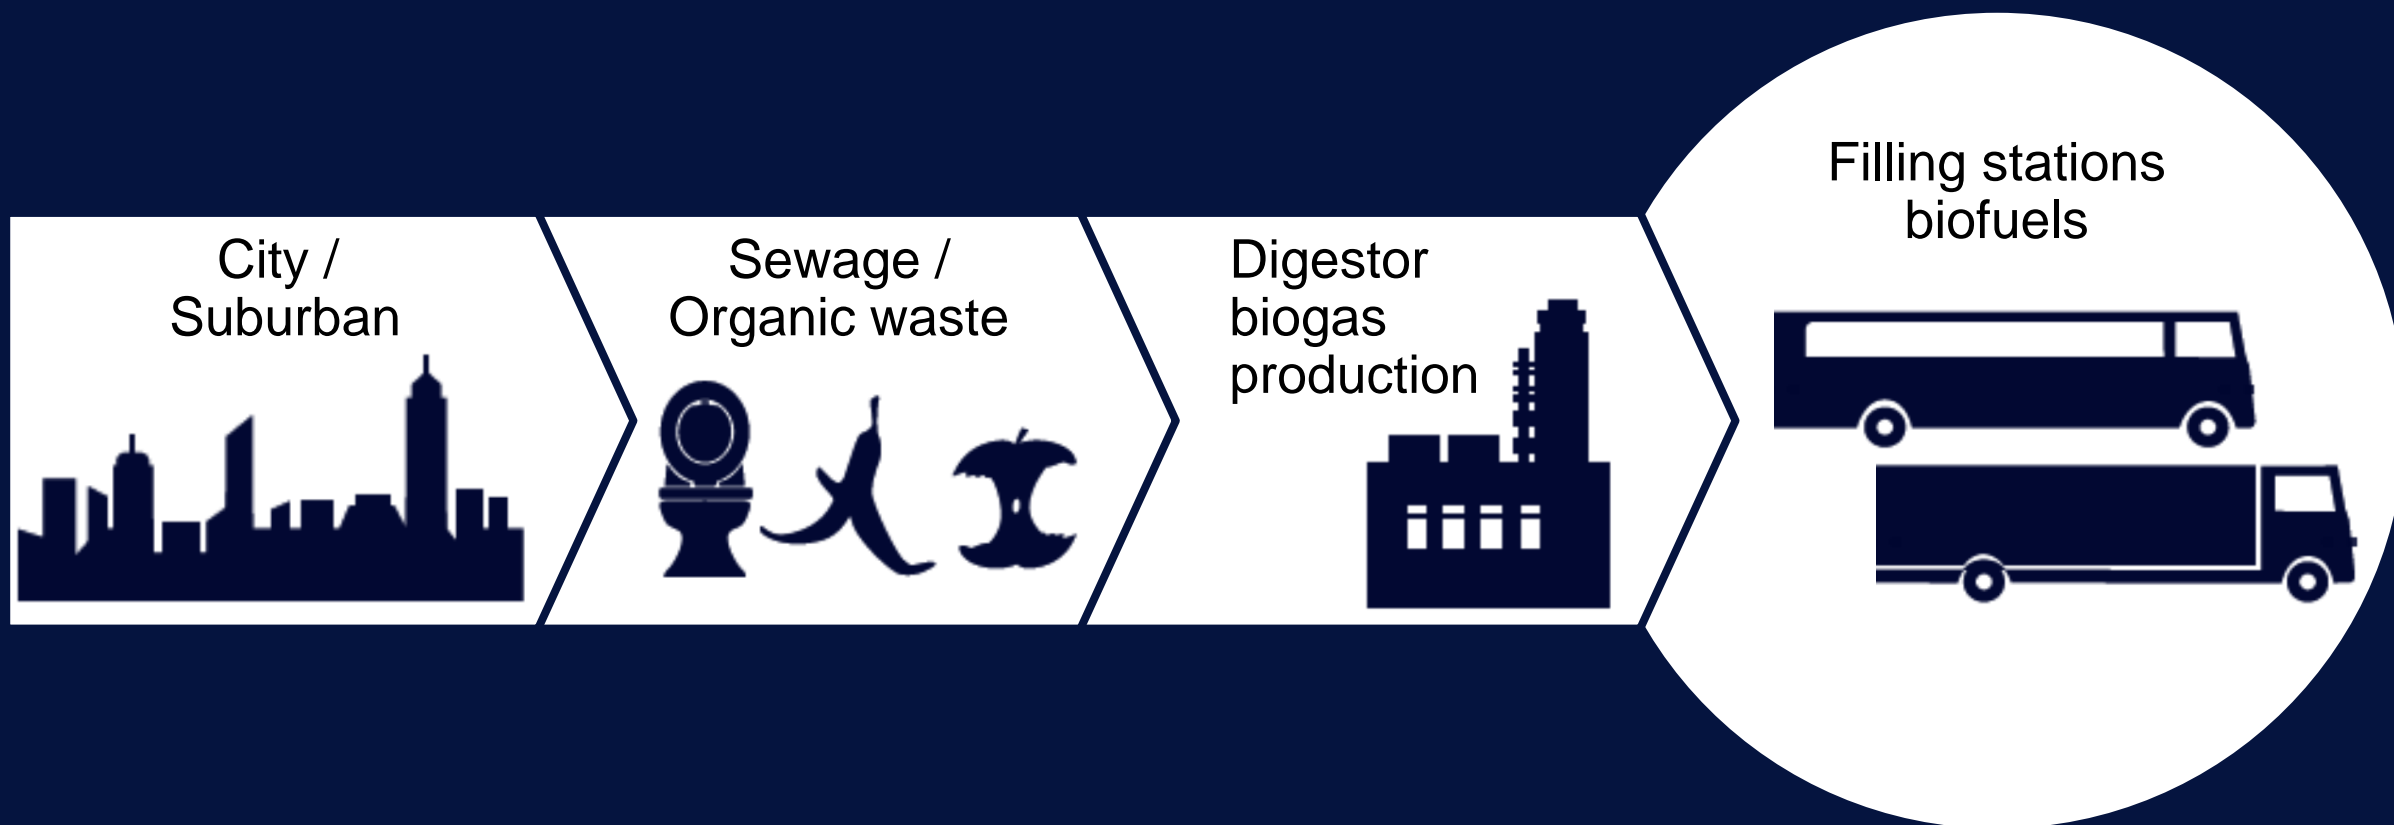 City /
Suburban
Sewage /
Organic waste
Digestor
biogas
production
Filling stations
biofuels